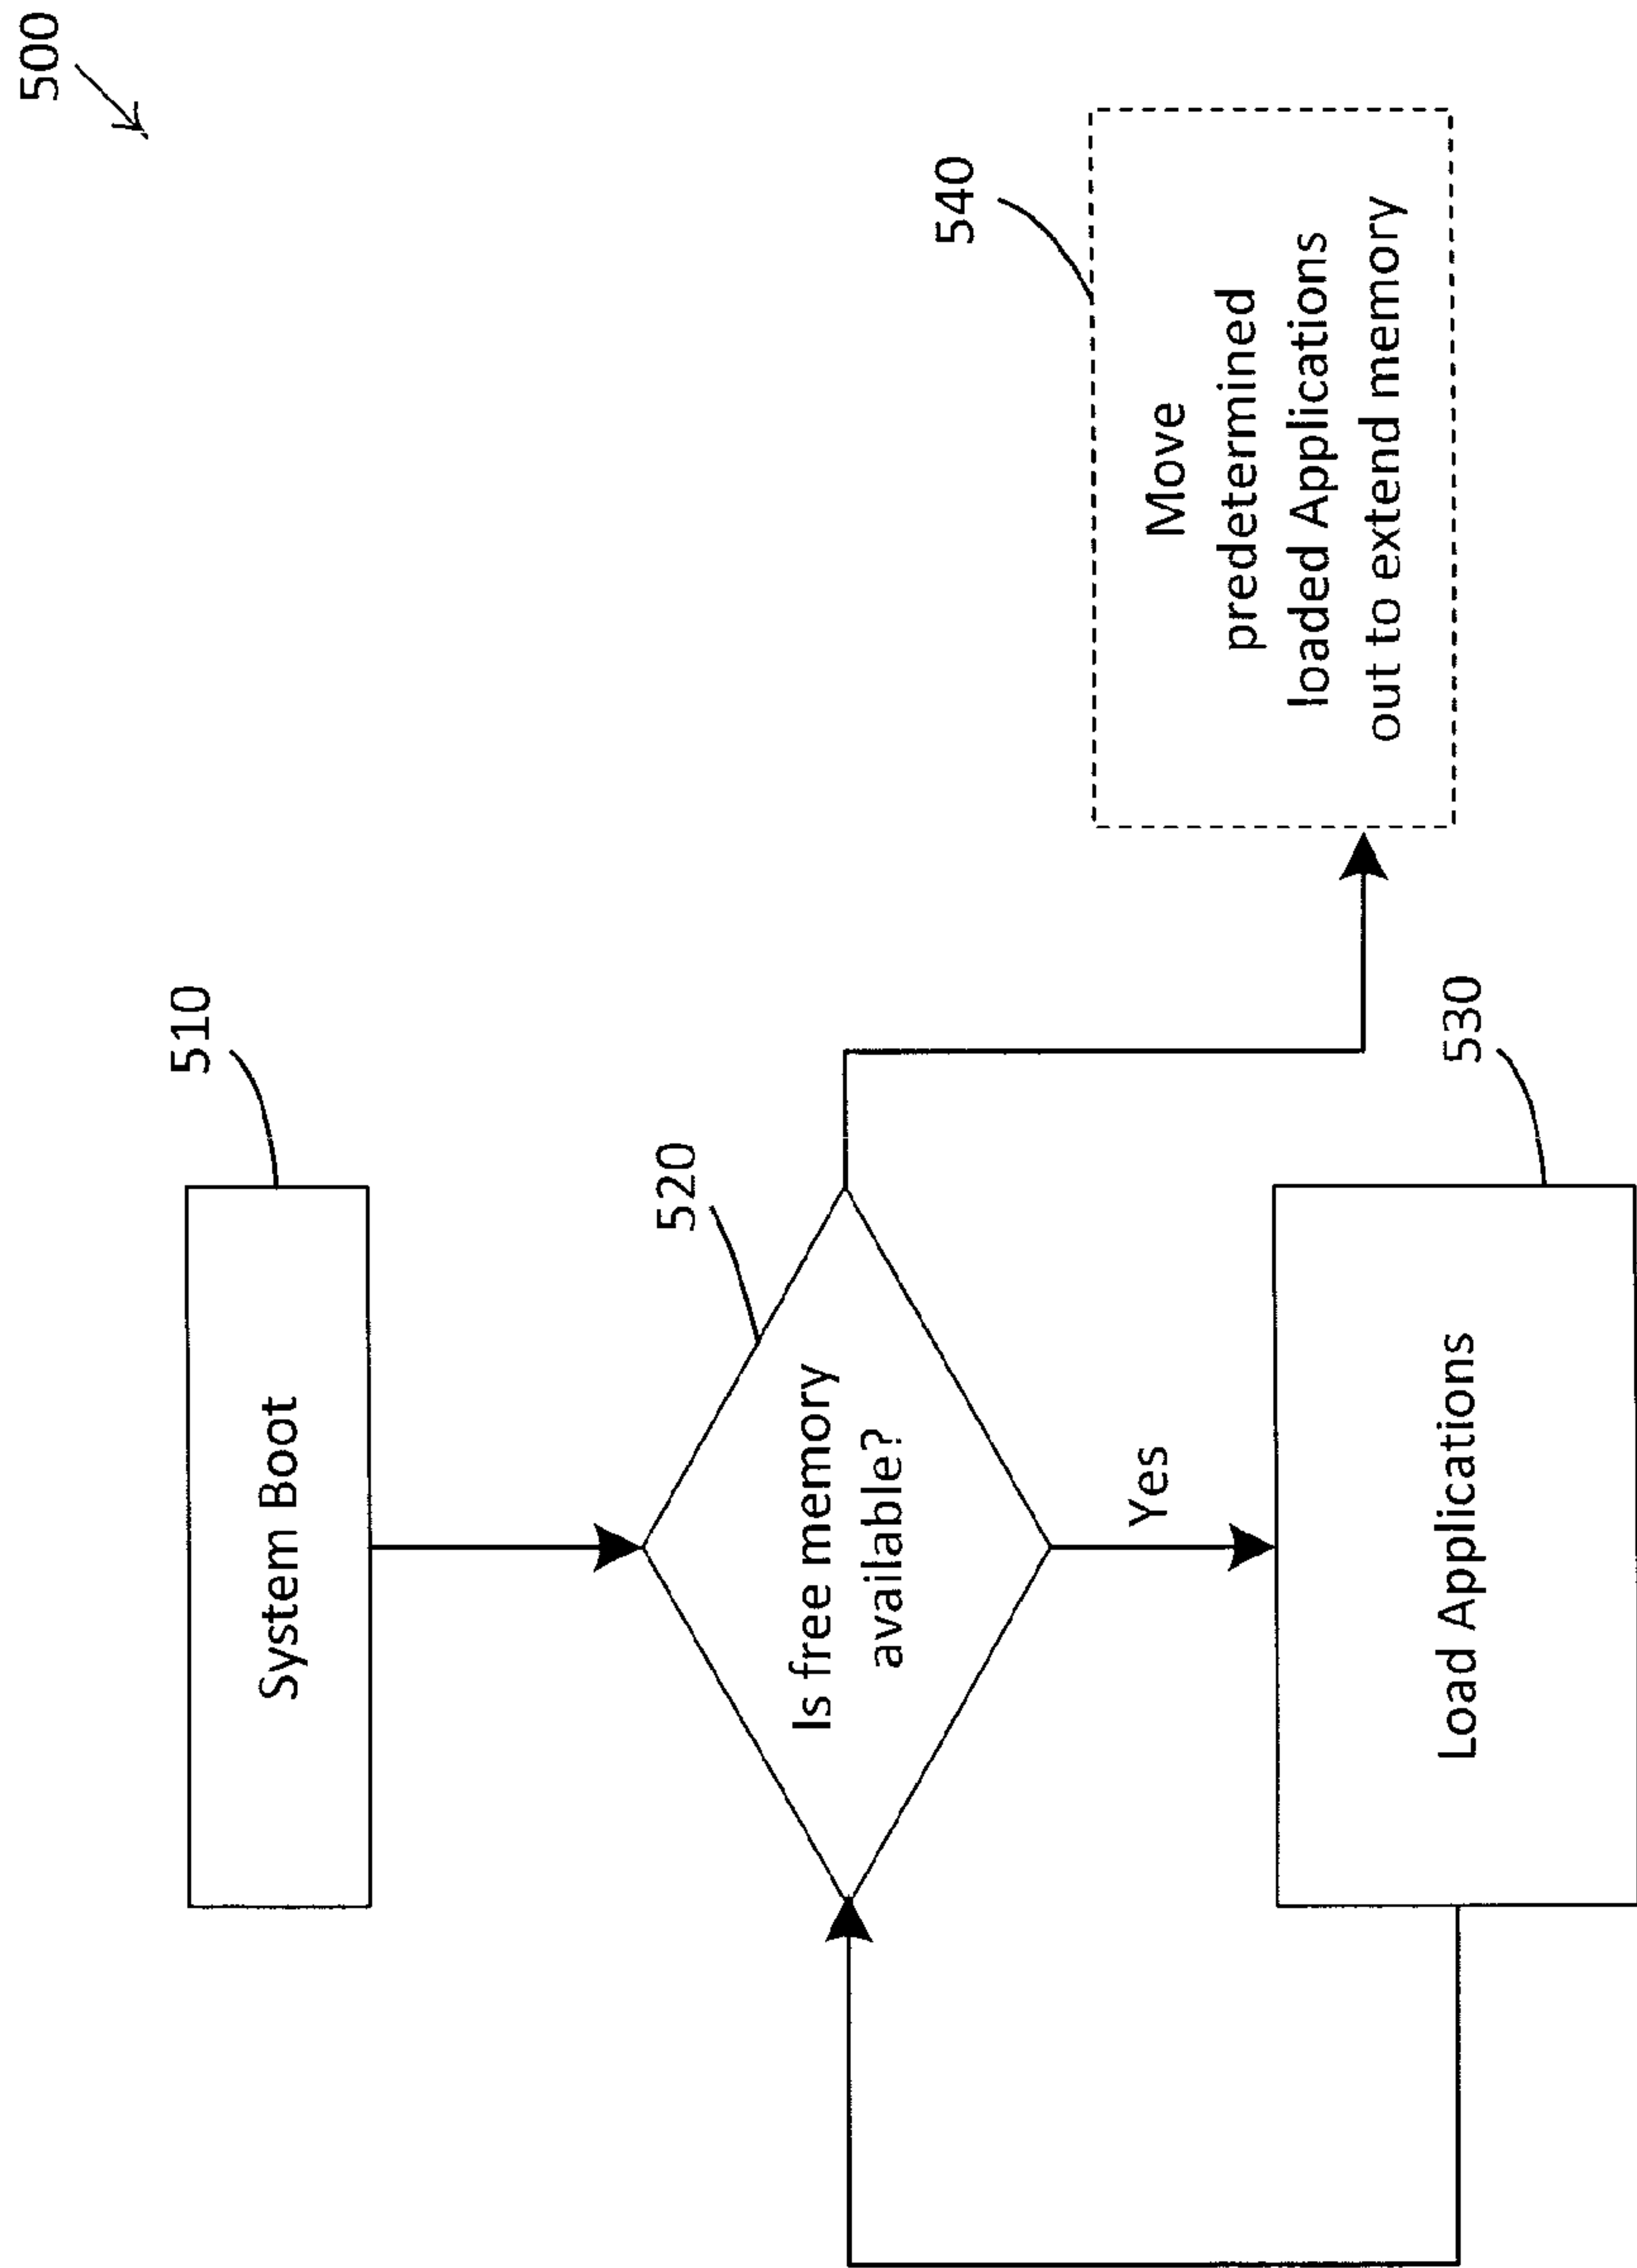 500
510
System Boot
520
Is free memory
available?
Yes
530
Load Applications
540
Move
predetermined
loaded Applications
out to extend memory